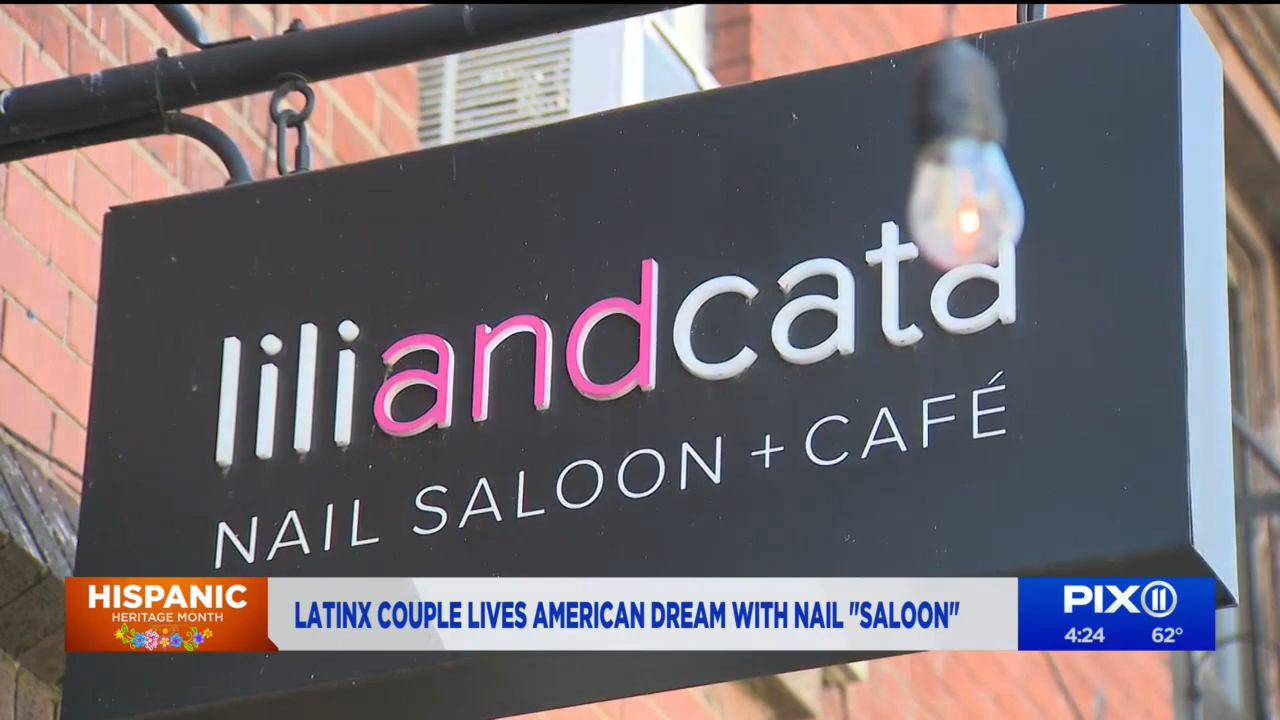 liliandcata
NAIL SALOON + CAFÉ
HISPANIC
HERITAGE MONTH
LATINX COUPLE LIVES AMERICAN DREAM WITH NAIL "SALOON"
PIX11
4:24 62°